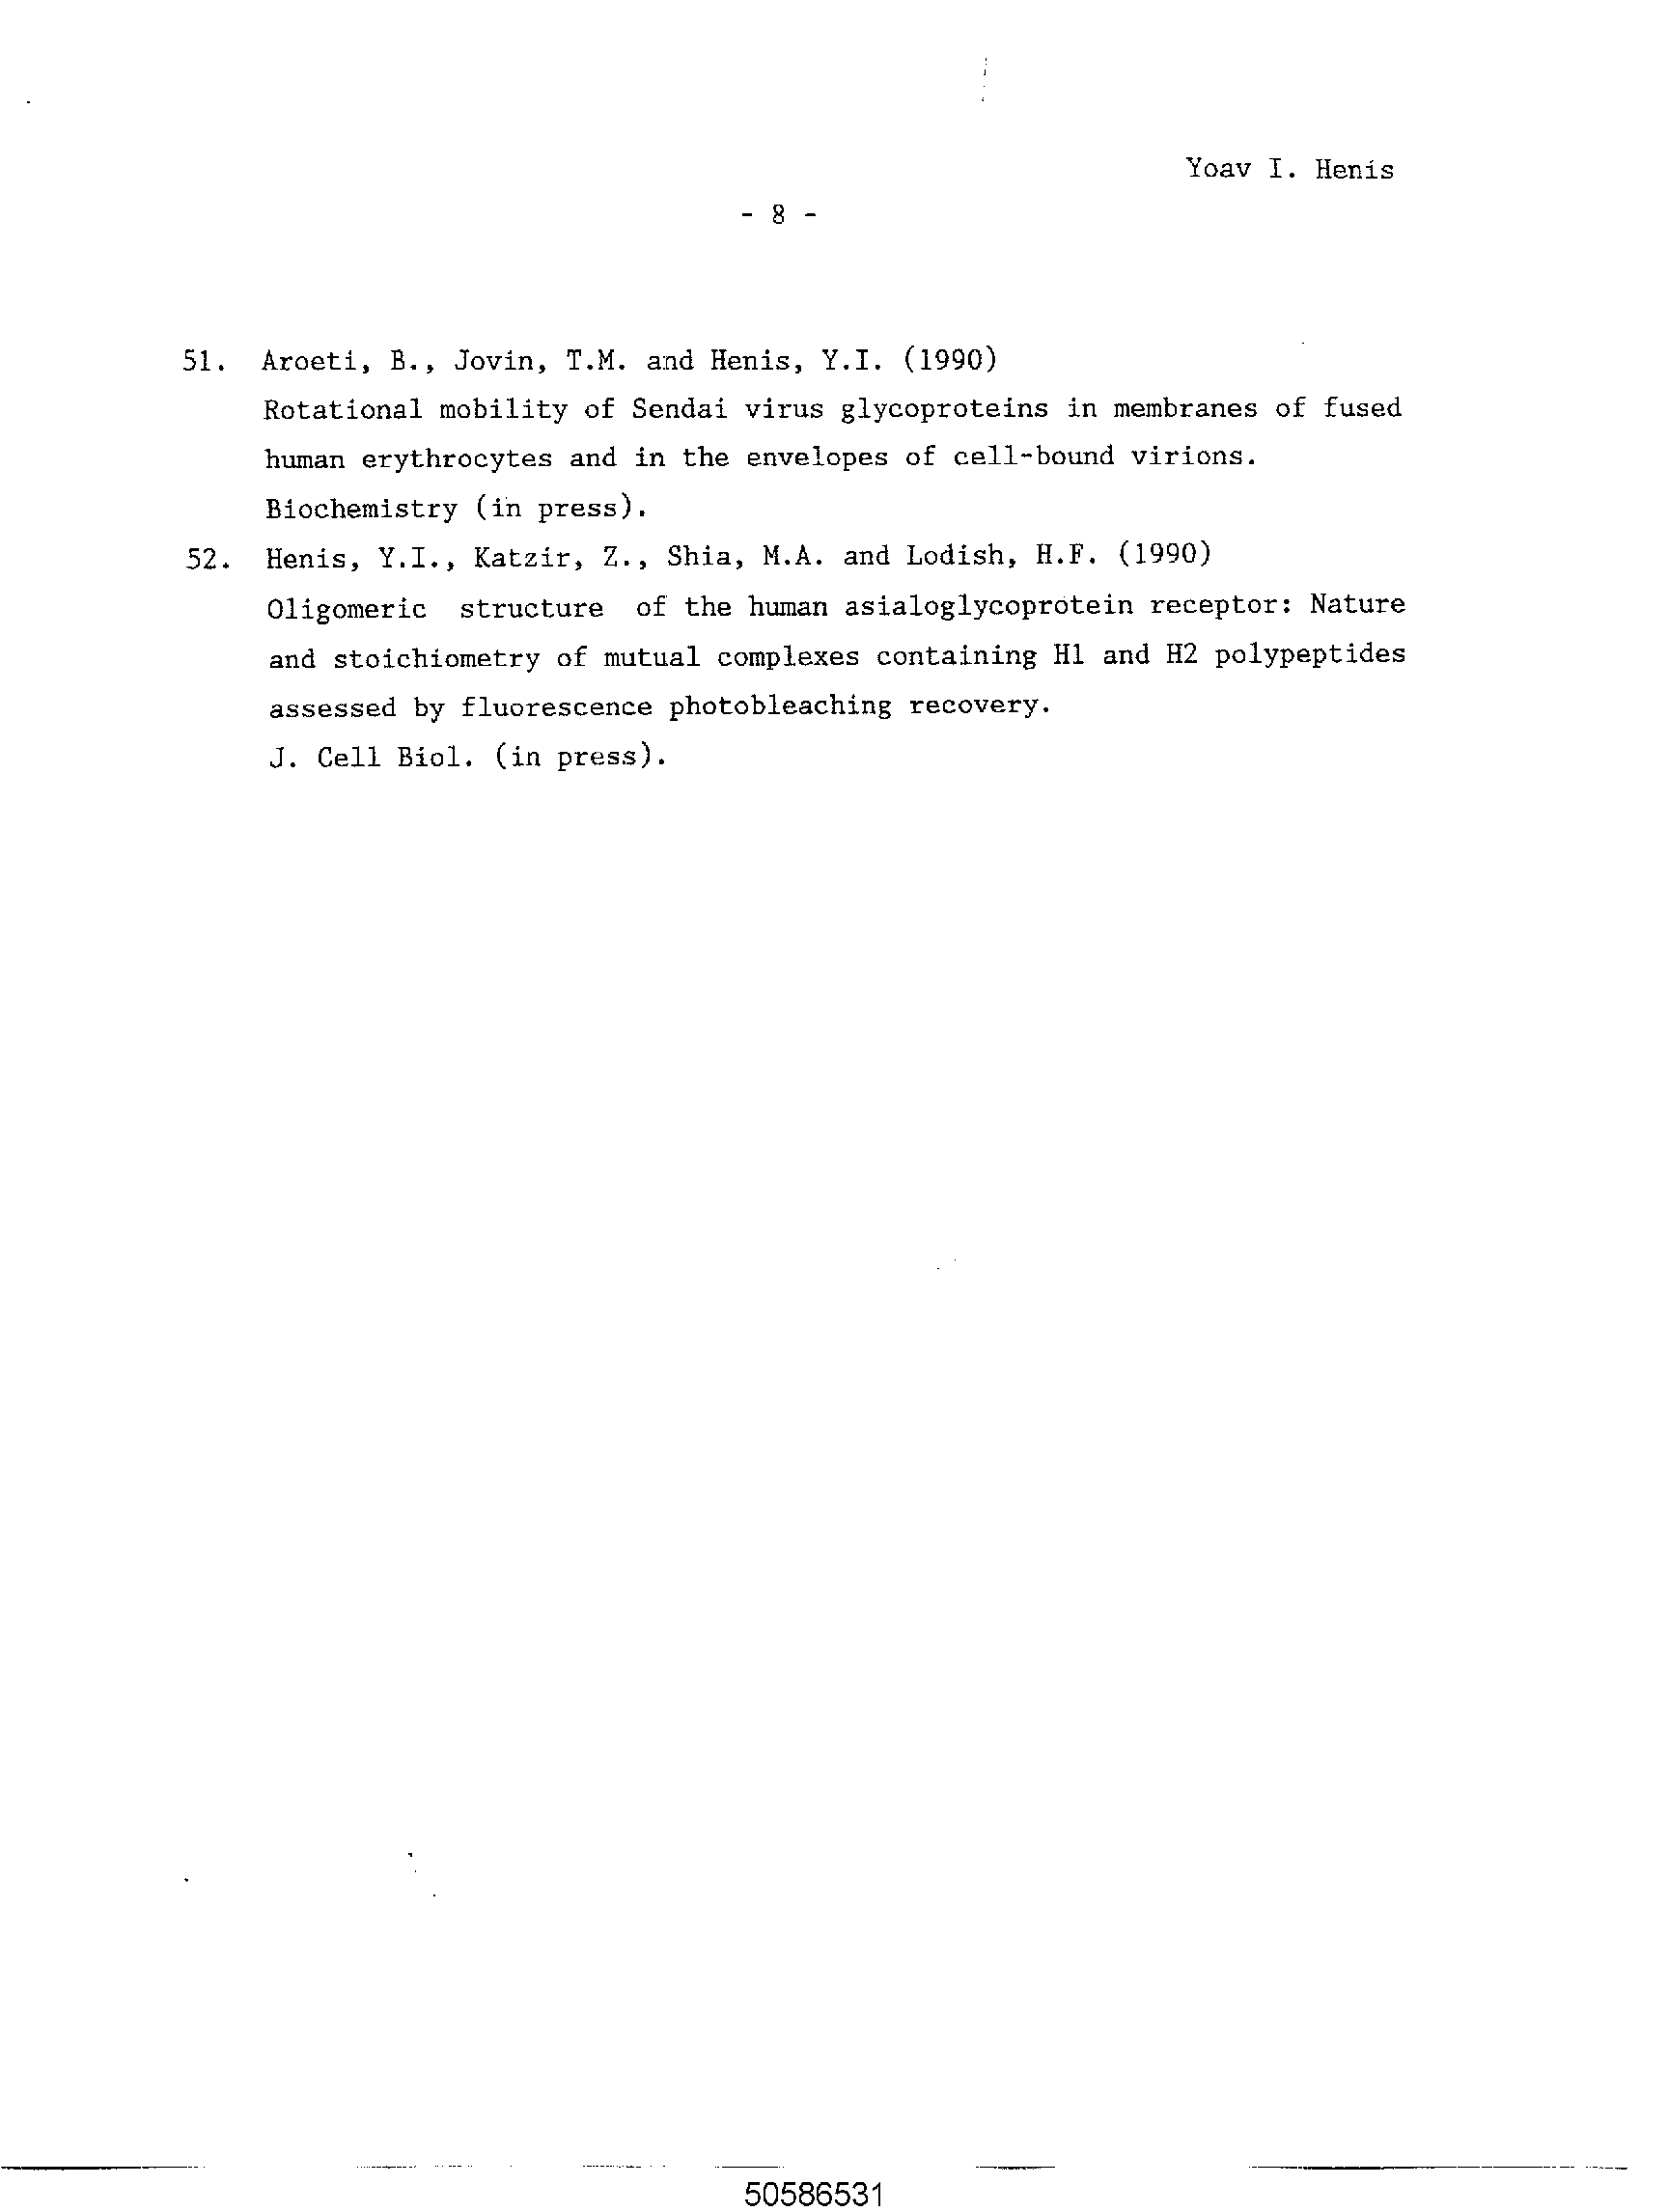 Yoav I. Henis
- 8 -
51. Aroeti, B., Jovin, T.M. and Henis, Y.I. (1990)
Rotational mobility of Sendai virus glycoproteins in membranes of fused
human erythrocytes and in the envelopes of cell-bound virions.
Biochemistry (in press).
52. Henis, Y.I., Katzir, Z., Shia, M.A. and Lodish, H.F. (1990)
Oligomeric structure of the human asialoglycoprotein receptor: Nature
and stoichiometry of mutual complexes containing H1 and H2 polypeptides
assessed by fluorescence photobleaching recovery.
J. Cell Biol. (in press).
50586531